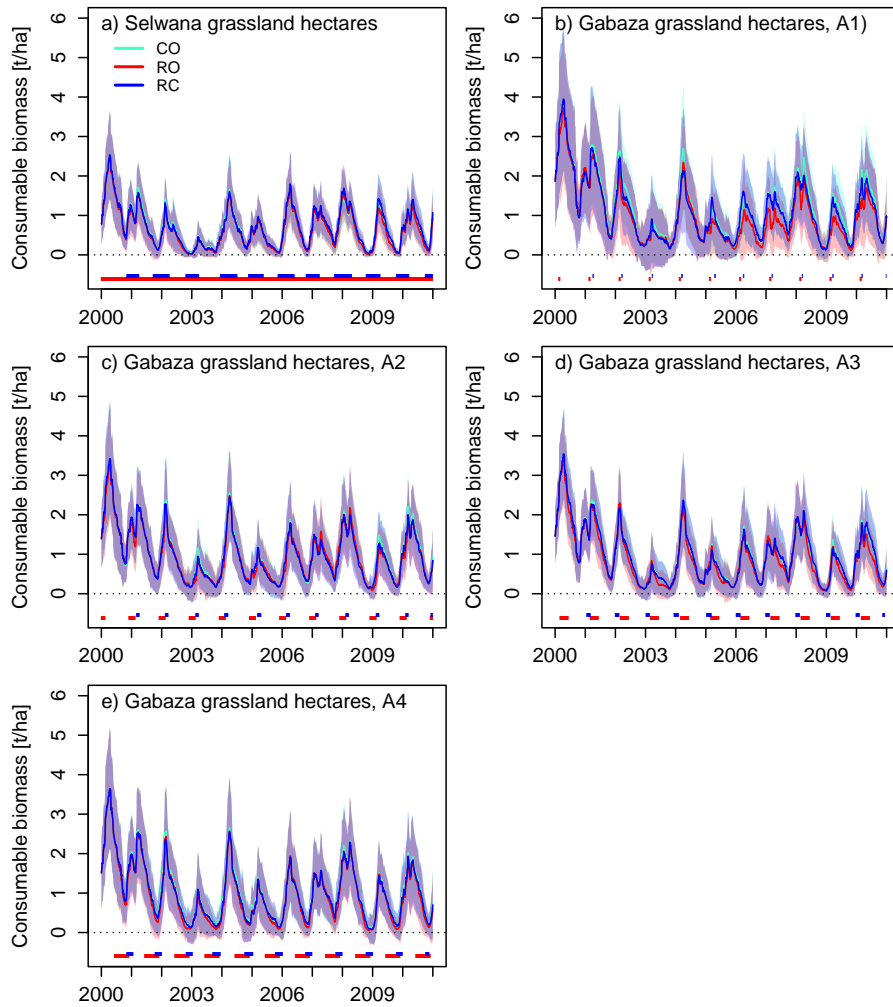 a) Selwana grassland hectares
CO
RO
RC
Consumable biomass [t/ha]
0 1 2 3 4 5 6
2000 2003 2006 2009
b) Gabaza grassland hectares, A1)
Consumable biomass [t/ha]
0 1 2 3 4 5 6
2000 2003 2006 2009
c) Gabaza grassland hectares, A2
Consumable biomass [t/ha]
0 1 2 3 4 5 6
2000 2003 2006 2009
d) Gabaza grassland hectares, A3
Consumable biomass [t/ha]
0 1 2 3 4 5 6
2000 2003 2006 2009
e) Gabaza grassland hectares, A4
Consumable biomass [t/ha]
0 1 2 3 4 5 6
2000 2003 2006 2009